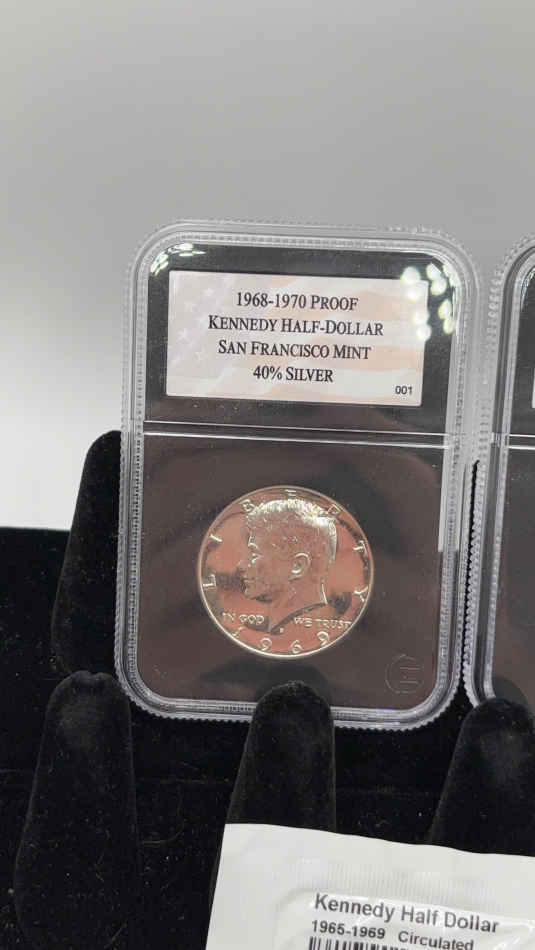 1968-1970 PROOF
KENNEDY HALF-DOLLAR
SAN FRANCISCO MINT
40% SILVER
001
LIBERTY
IN GOD WE TRUST
S
1969
Kennedy Half Dollar
1965-1969 Circulated